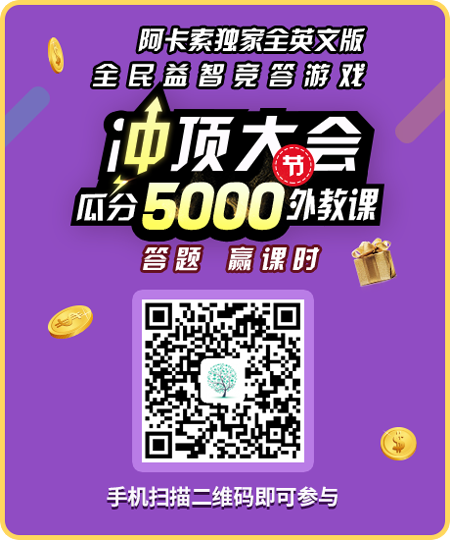 阿卡索独家全英文版
全民益智竞答游戏
冲顶大会
瓜分5000节外教课
答题 赢课时
手机扫描二维码即可参与